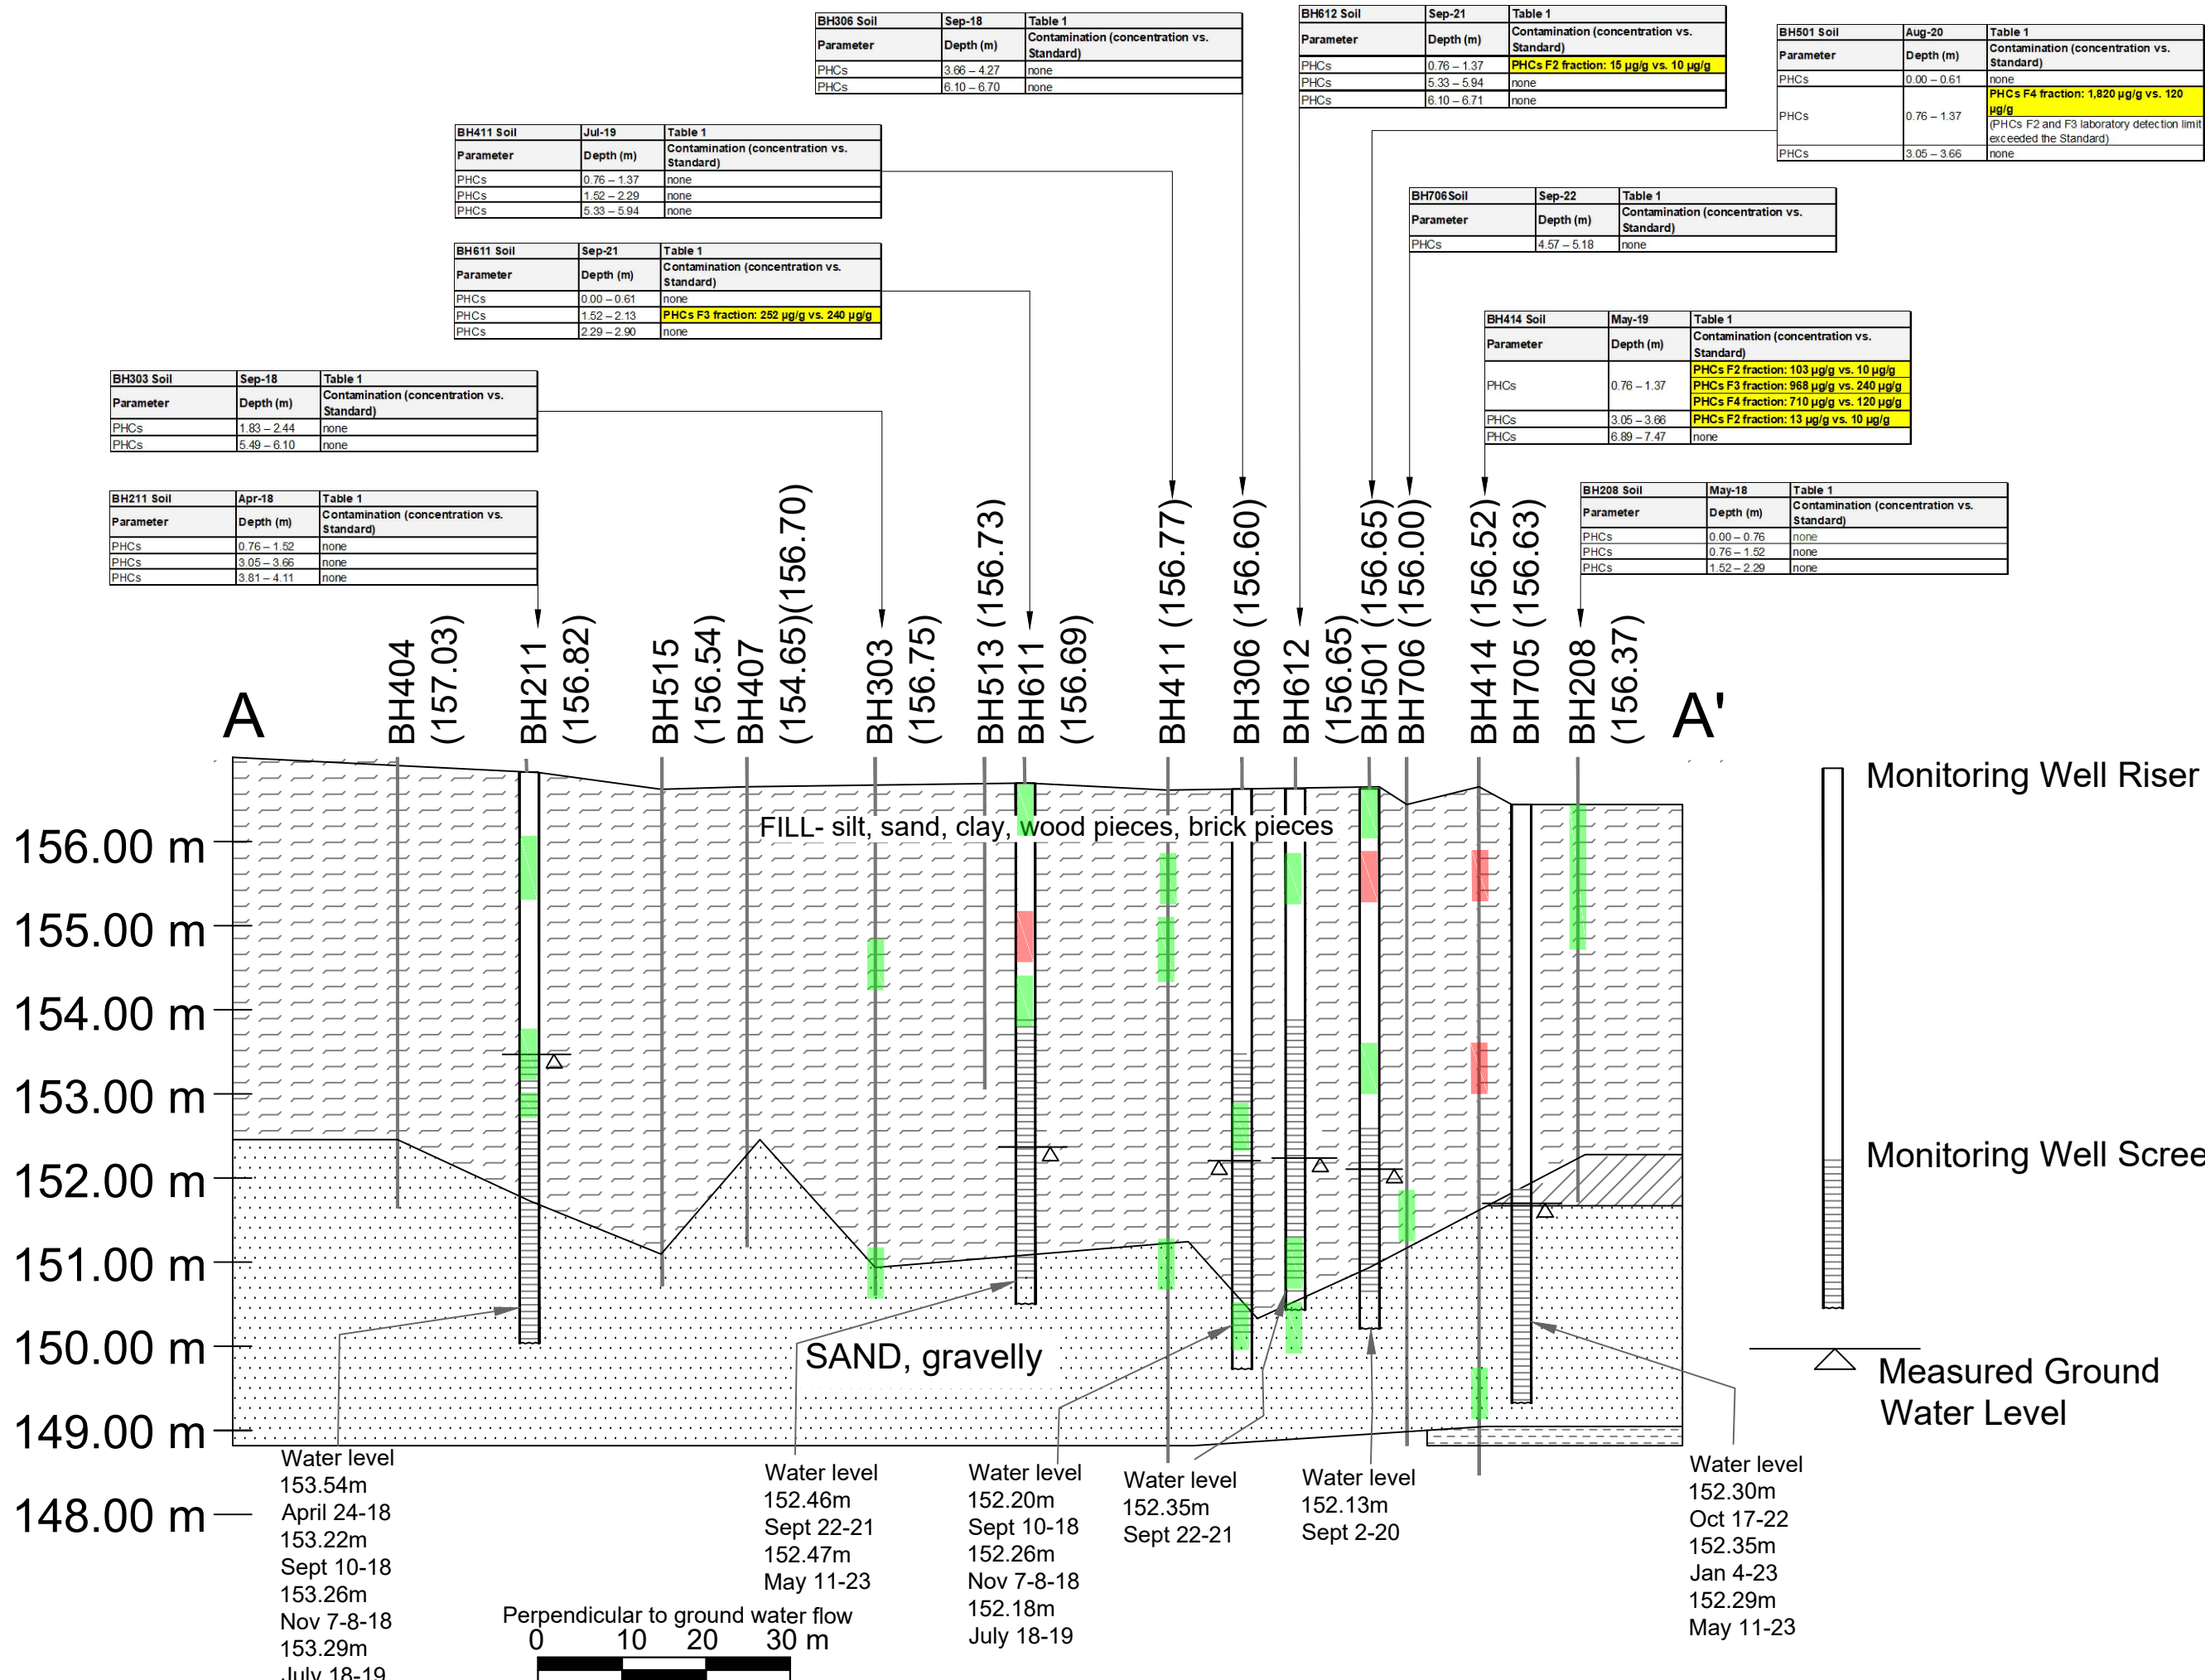 BH306 Soil Sep-18 Table 1
Parameter Depth (m) Contamination (concentration vs. Standard)
PHCs 3.66 – 4.27 none
PHCs 6.10 – 6.70 none
BH612 Soil Sep-21 Table 1
Parameter Depth (m) Contamination (concentration vs. Standard)
PHCs 0.76 – 1.37 PHCs F2 fraction: 15 µg/g vs. 10 µg/g
PHCs 5.33 – 5.94 none
PHCs 6.10 – 6.71 none
BH501 Soil Aug-20 Table 1
Parameter Depth (m) Contamination (concentration vs. Standard)
PHCs 0.00 – 0.61 none
PHCs 0.76 – 1.37 PHCs F4 fraction: 1,820 µg/g vs. 120 µg/g
(PHCs F2 and F3 laboratory detection limit exceeded the Standard)
PHCs 3.05 – 3.66 none
BH411 Soil Jul-19 Table 1
Parameter Depth (m) Contamination (concentration vs. Standard)
PHCs 0.76 – 1.37 none
PHCs 1.52 – 2.29 none
PHCs 5.33 – 5.94 none
BH706Soil Sep-22 Table 1
Parameter Depth (m) Contamination (concentration vs. Standard)
PHCs 4.57 – 5.18 none
BH611 Soil Sep-21 Table 1
Parameter Depth (m) Contamination (concentration vs. Standard)
PHCs 0.00 – 0.61 none
PHCs 1.52 – 2.13 PHCs F3 fraction: 252 µg/g vs. 240 µg/g
PHCs 2.29 – 2.90 none
BH414 Soil May-19 Table 1
Parameter Depth (m) Contamination (concentration vs. Standard)
PHCs 0.76 – 1.37 PHCs F2 fraction: 103 µg/g vs. 10 µg/g
PHCs F3 fraction: 968 µg/g vs. 240 µg/g
PHCs F4 fraction: 710 µg/g vs. 120 µg/g
PHCs 3.05 – 3.66 PHCs F2 fraction: 13 µg/g vs. 10 µg/g
PHCs 6.89 – 7.47 none
BH303 Soil Sep-18 Table 1
Parameter Depth (m) Contamination (concentration vs. Standard)
PHCs 1.83 – 2.44 none
PHCs 5.49 – 6.10 none
BH211 Soil Apr-18 Table 1
Parameter Depth (m) Contamination (concentration vs. Standard)
PHCs 0.76 – 1.52 none
PHCs 3.05 – 3.66 none
PHCs 3.81 – 4.11 none
BH208 Soil May-18 Table 1
Parameter Depth (m) Contamination (concentration vs. Standard)
PHCs 0.00 – 0.76 none
PHCs 0.76 – 1.52 none
PHCs 1.52 – 2.29 none
A
BH404
(157.03)
BH211
(156.82)
BH515
(156.54)
BH407
(154.65)(156.70)
BH303
(156.75)
BH513 (156.73)
BH611
(156.69)
BH411 (156.77)
BH306 (156.60)
BH612
(156.65)
BH501 (156.65)
BH706 (156.00)
BH414 (156.52)
BH705 (156.63)
BH208
(156.37)
A'
Monitoring Well Riser
FILL- silt, sand, clay, wood pieces, brick pieces
156.00 m
155.00 m
154.00 m
153.00 m
152.00 m
151.00 m
150.00 m
149.00 m
148.00 m
Monitoring Well Scree
SAND, gravelly
Measured Ground
Water Level
Water level
153.54m
April 24-18
153.22m
Sept 10-18
153.26m
Nov 7-8-18
153.29m
July 18-19
Water level
152.46m
Sept 22-21
152.47m
May 11-23
Water level
152.20m
Sept 10-18
152.26m
Nov 7-8-18
152.18m
July 18-19
Water level
152.35m
Sept 22-21
Water level
152.13m
Sept 2-20
Water level
152.30m
Oct 17-22
152.35m
Jan 4-23
152.29m
May 11-23
Perpendicular to ground water flow
0 10 20 30 m